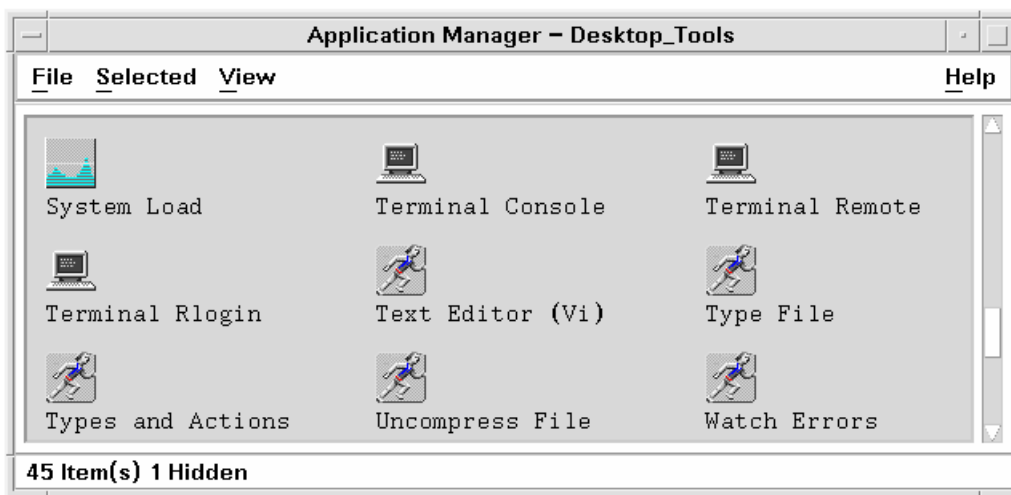 Application Manager – Desktop_Tools
File Selected View Help
System Load Terminal Console Terminal Remote
Terminal Rlogin Text Editor (Vi) Type File
Types and Actions Uncompress File Watch Errors
45 Item(s) 1 Hidden